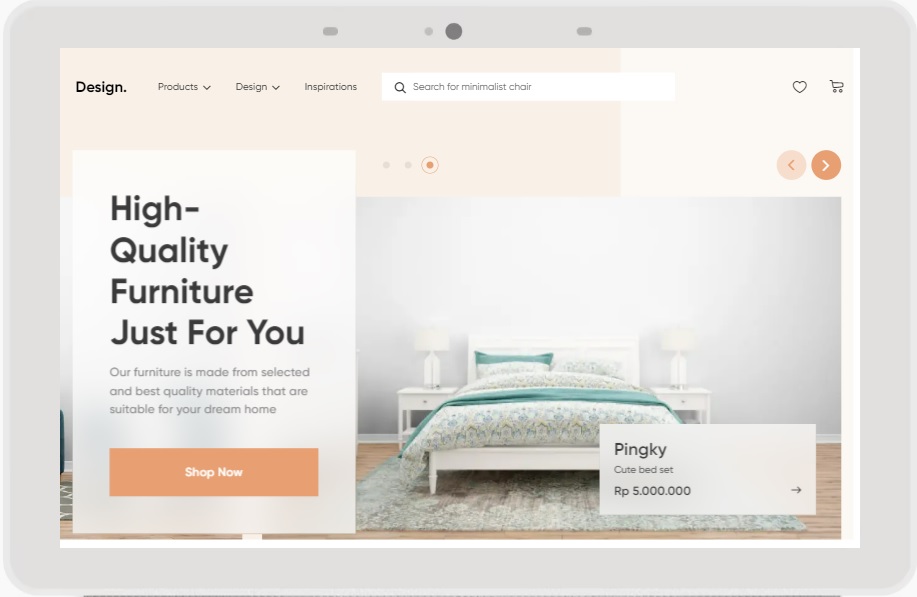 Design.
Products
Design
Inspirations
Search for minimalist chair
High-
Quality
Furniture
Just For You
Our furniture is made from selected
and best quality materials that are
suitable for your dream home
Shop Now
Pingky
Cute bed set
Rp 5.000.000